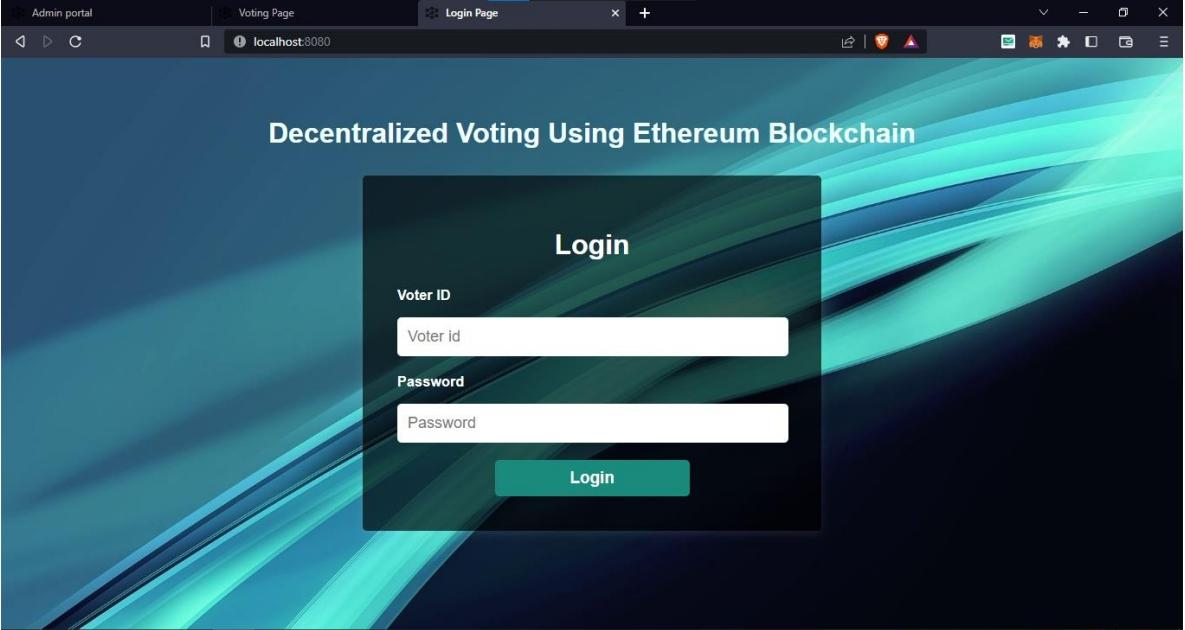 Admin portal
Voting Page
Login Page
localhost:8080
Decentralized Voting Using Ethereum Blockchain
Login
Voter ID
Voter id
Password
Password
Login